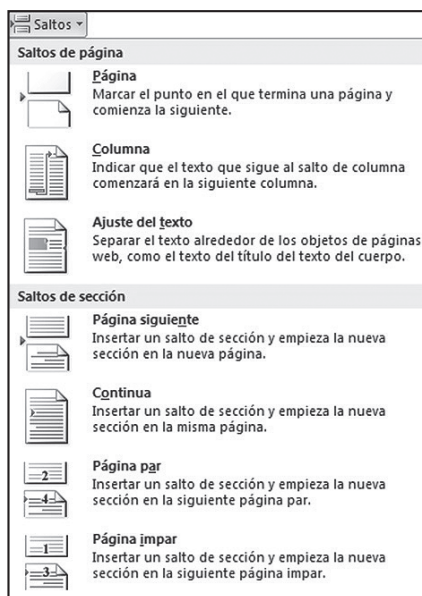 Saltos
Saltos de página
Página
Marcar el punto en el que termina una página y
comienza la siguiente.
Columna
Indicar que el texto que sigue al salto de columna
comenzará en la siguiente columna.
Ajuste del texto
Separar el texto alrededor de los objetos de páginas
web, como el texto del título del texto del cuerpo.
Saltos de sección
Página siguiente
Insertar un salto de sección y empieza la nueva
sección en la nueva página.
Continua
Insertar un salto de sección y empieza la nueva
sección en la misma página.
2
4
Página par
Insertar un salto de sección y empieza la nueva
sección en la siguiente página par.
1
3
Página impar
Insertar un salto de sección y empieza la nueva
sección en la siguiente página impar.